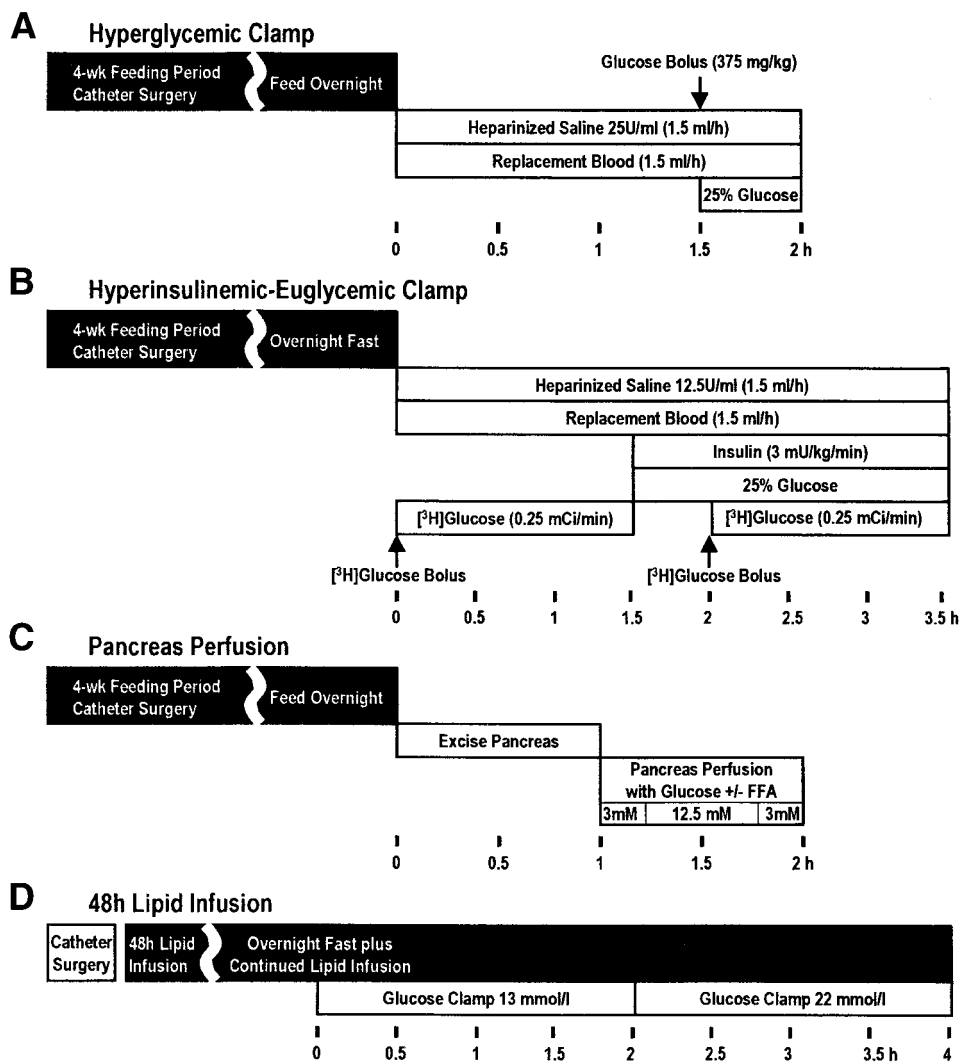 A
Hyperglycemic Clamp
4-wk Feeding Period
Catheter Surgery
Feed Overnight
Glucose Bolus (375 mg/kg)
Heparinized Saline 25U/ml (1.5 ml/h)
Replacement Blood (1.5 ml/h)
25% Glucose
0 0.5 1 1.5 2 h
B
Hyperinsulinemic-Euglycemic Clamp
4-wk Feeding Period
Catheter Surgery
Overnight Fast
Heparinized Saline 12.5U/ml (1.5 ml/h)
Replacement Blood (1.5 ml/h)
Insulin (3 mU/kg/min)
25% Glucose
[³H]Glucose (0.25 mCi/min) [³H]Glucose (0.25 mCi/min)
[³H]Glucose Bolus [³H]Glucose Bolus
0 0.5 1 1.5 2 2.5 3 3.5 h
C
Pancreas Perfusion
4-wk Feeding Period
Catheter Surgery
Feed Overnight
Excise Pancreas
Pancreas Perfusion
with Glucose +/- FFA
3mM 12.5 mM 3mM
0 0.5 1 1.5 2 h
D
48h Lipid Infusion
Catheter
Surgery
48h Lipid
Infusion
Overnight Fast plus
Continued Lipid Infusion
Glucose Clamp 13 mmol/l Glucose Clamp 22 mmol/l
0 0.5 1 1.5 2 2.5 3 3.5 h 4